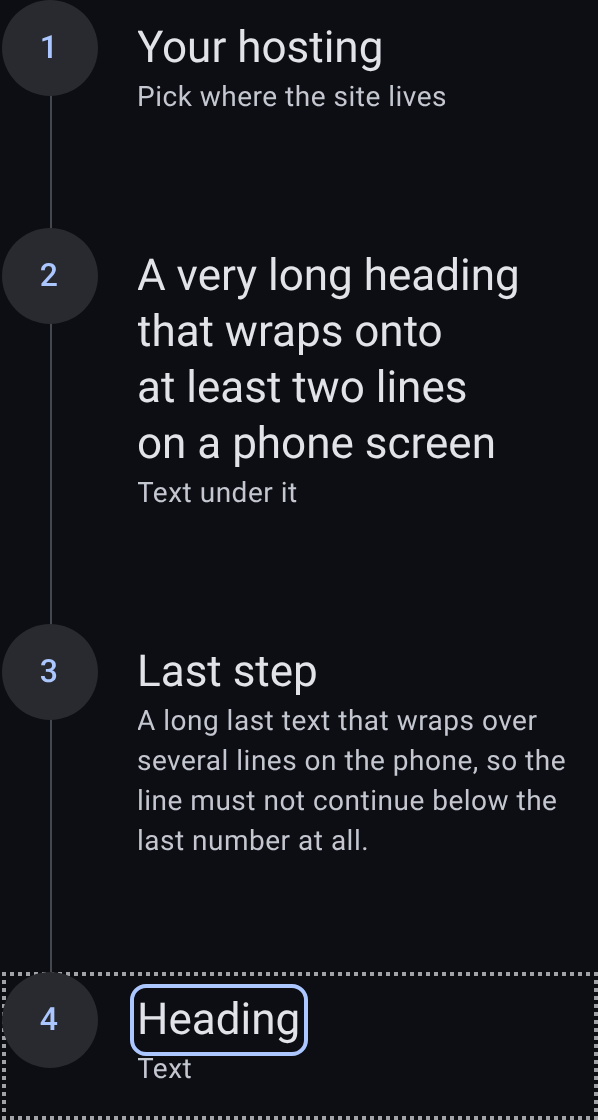 1
Your hosting
Pick where the site lives
2
A very long heading
that wraps onto
at least two lines
on a phone screen
Text under it
3
Last step
A long last text that wraps over
several lines on the phone, so the
line must not continue below the
last number at all.
4
Heading
Text